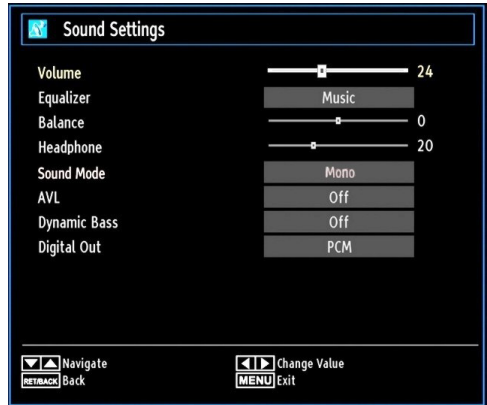 Sound Settings
Volume 24
Equalizer Music
Balance 0
Headphone 20
Sound Mode Mono
AVL Off
Dynamic Bass Off
Digital Out PCM
Navigate Change Value
RET/BACK Back MENU Exit